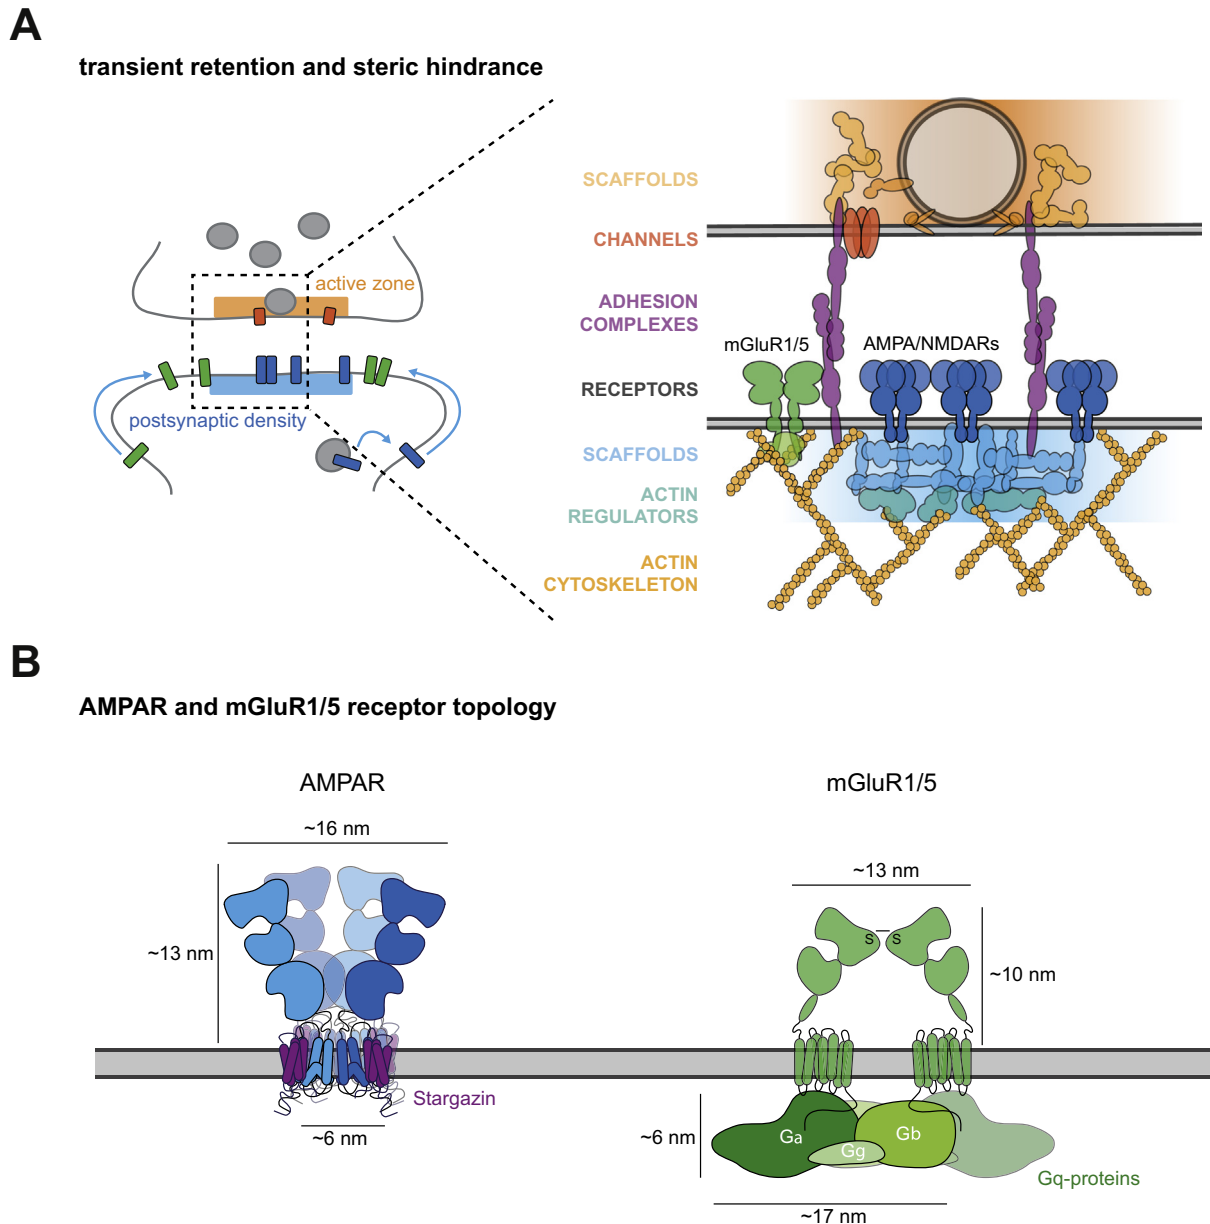 A
transient retention and steric hindrance
active zone
postsynaptic density
SCAFFOLDS
CHANNELS
ADHESION
COMPLEXES
mGluR1/5
AMPA/NMDARs
RECEPTORS
SCAFFOLDS
ACTIN
REGULATORS
ACTIN
CYTOSKELETON
B
AMPAR and mGluR1/5 receptor topology
AMPAR
~16 nm
~13 nm
Stargazin
~6 nm
mGluR1/5
~13 nm
S S
~10 nm
~6 nm
Ga
Gb
Gg
Gq-proteins
~17 nm